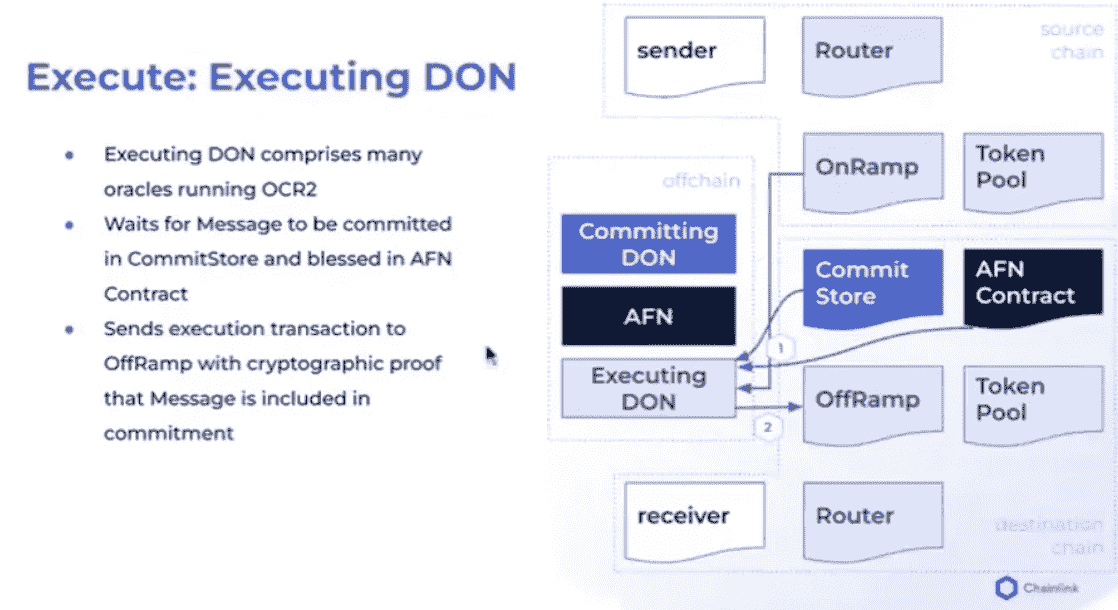 Execute: Executing DON
Executing DON comprises many
oracles running OCR2
Waits for Message to be committed
in CommitStore and blessed in AFN
Contract
Sends execution transaction to
OffRamp with cryptographic proof
that Message is included in
commitment
sender
Router
source
chain
OnRamp
Token
Pool
offchain
Committing
DON
Commit
Store
AFN
Contract
AFN
1
Executing
DON
OffRamp
Token
Pool
2
receiver
Router
destination
chain
Chainlink